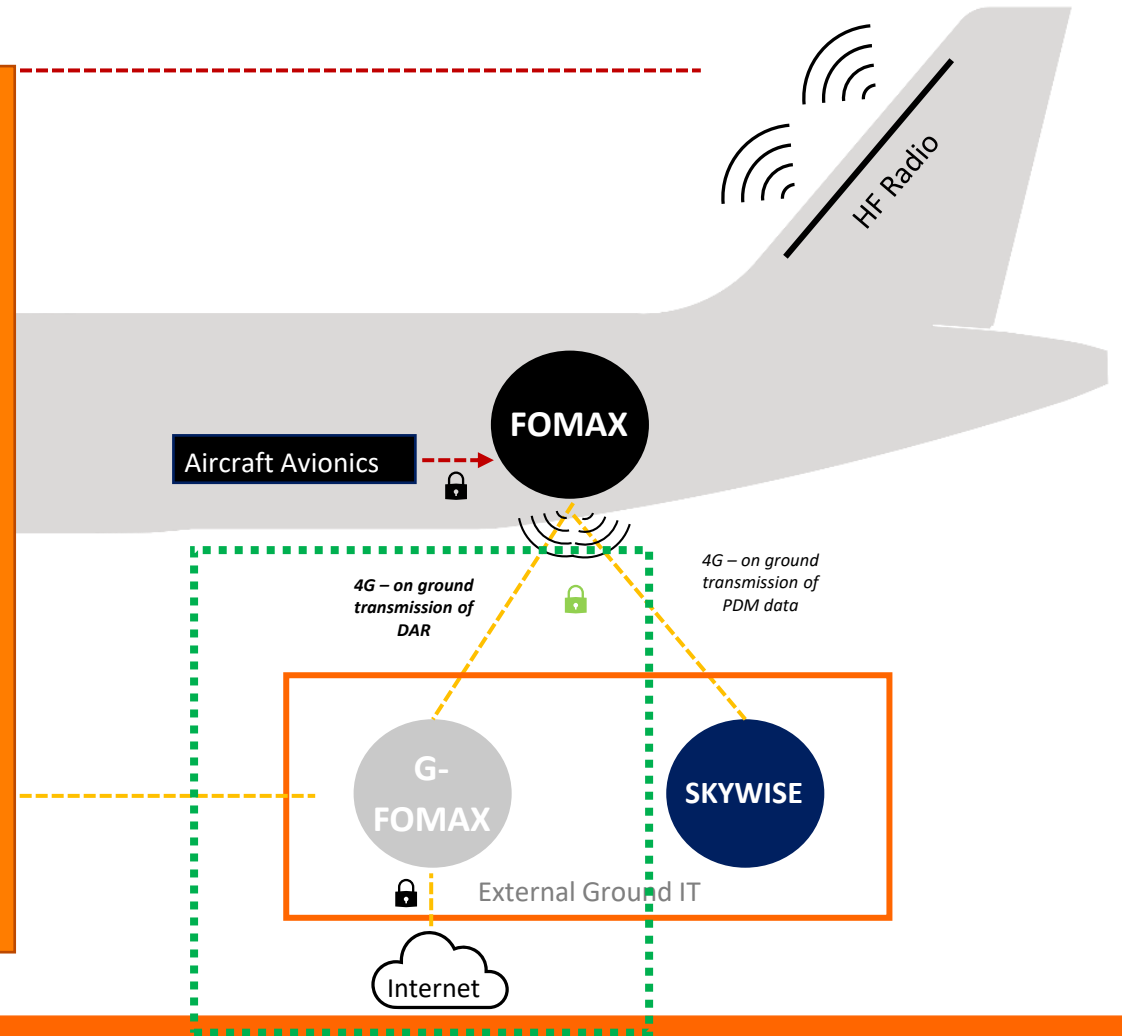 HF Radio
FOMAX
Aircraft Avionics
4G – on ground
transmission of
DAR
4G – on ground
transmission of
PDM data
G-
FOMAX
SKYWISE
External Ground IT
Internet